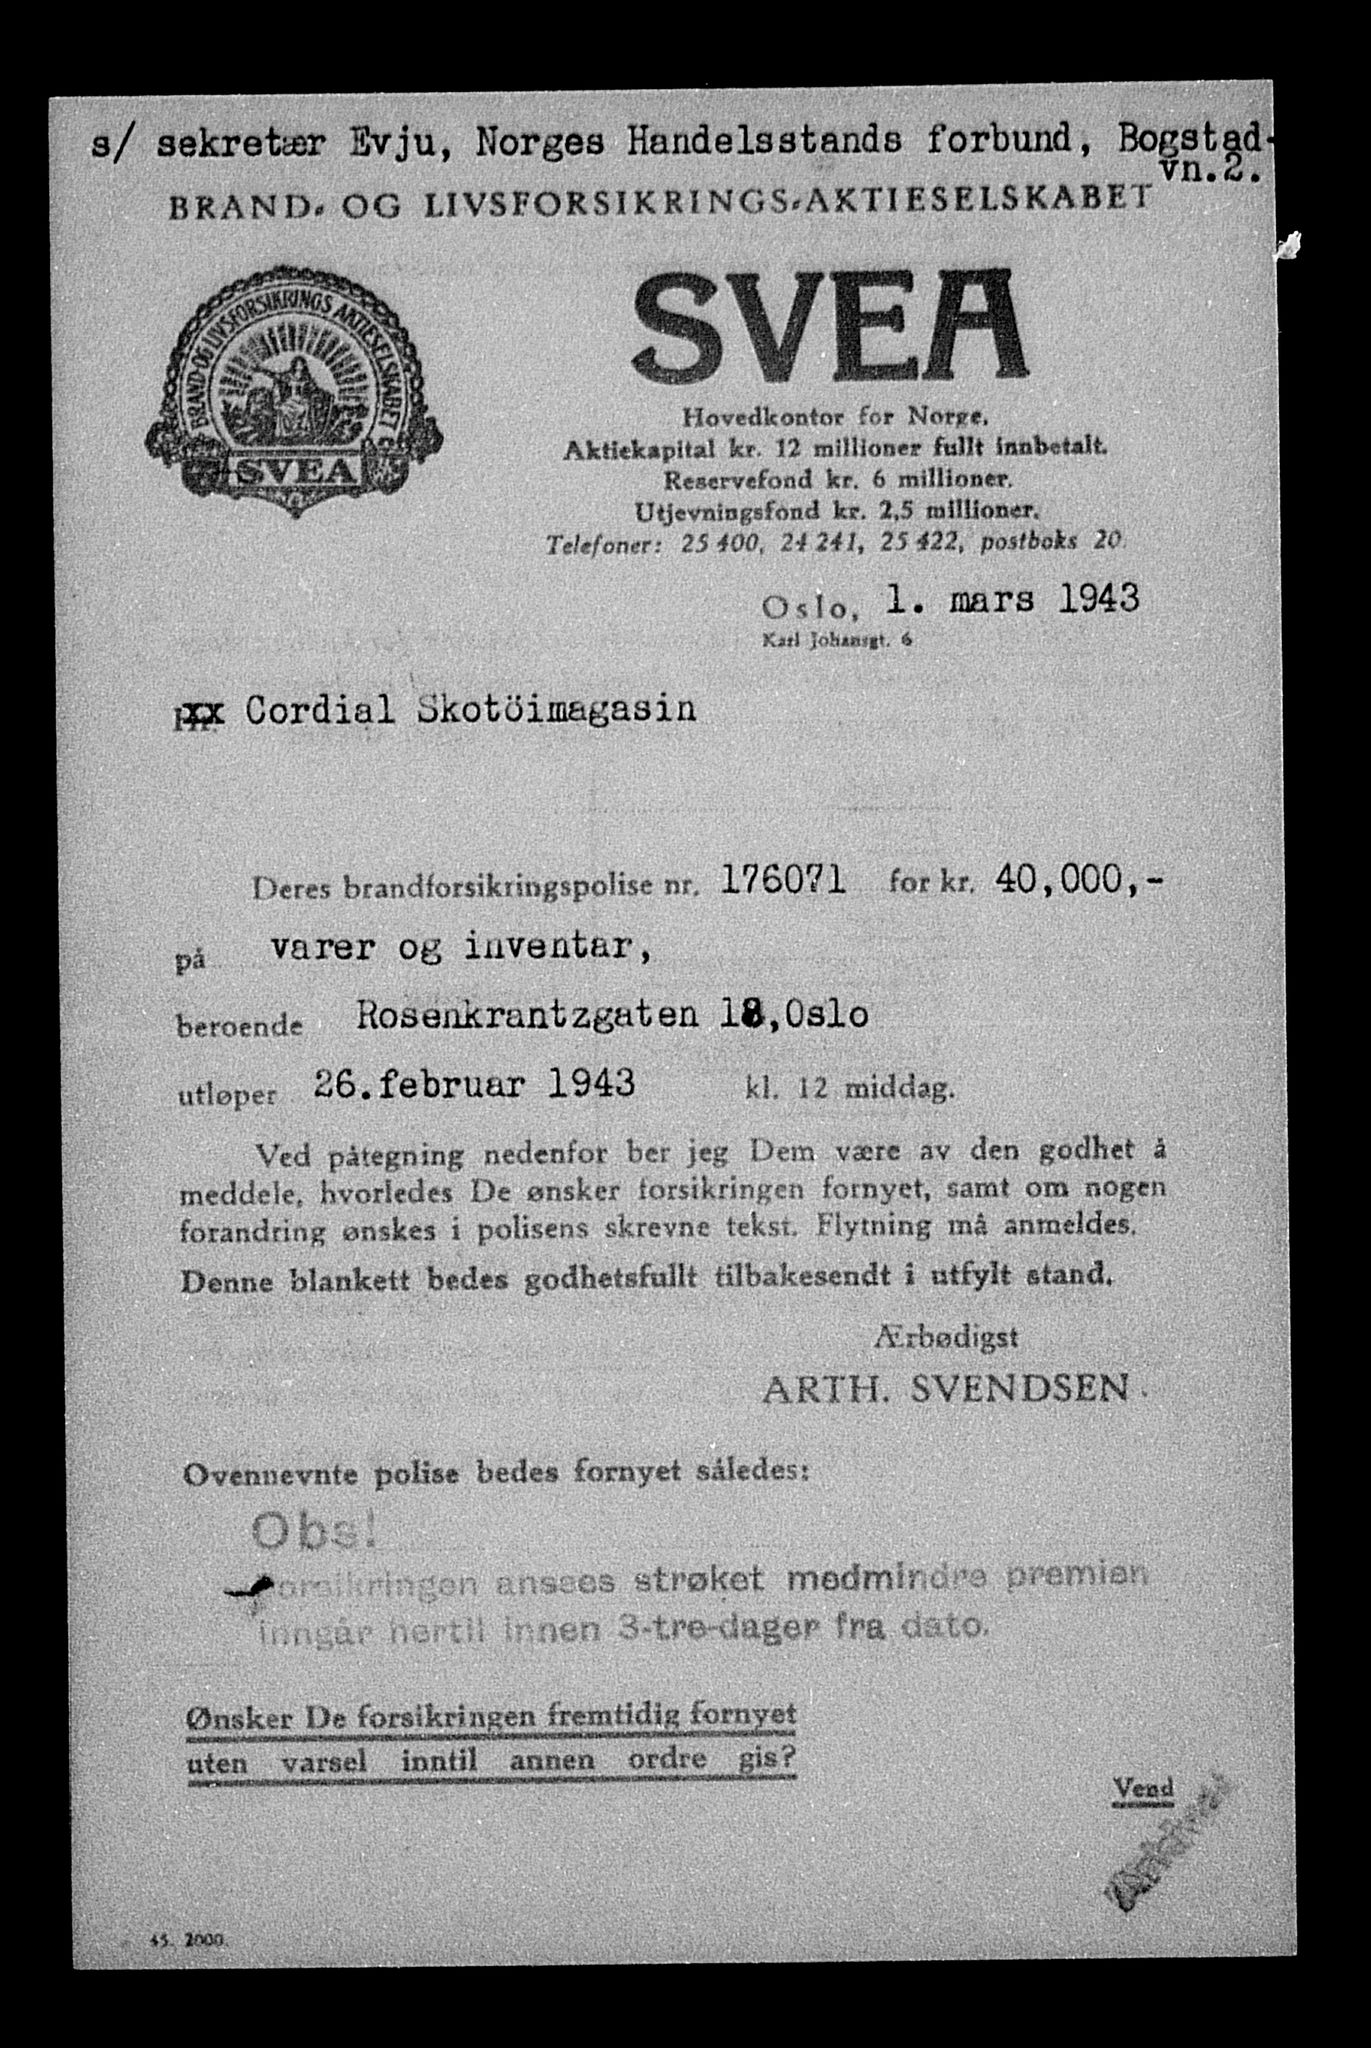 s/ sekretær Evju, Norges Handelsstands forbund, Bogstad-
vn.2.
BRAND- OG LIVSFORSIKRINGS-AKTIESELSKABET
BRAND-OG LIVSFORSIKRINGS AKTIESELSKABET
SVEA
SVEA
Hovedkontor for Norge.
Aktiekapital kr. 12 millioner fullt innbetalt.
Reservefond kr. 6 millioner.
Utjevningsfond kr. 2,5 millioner.
Telefoner: 25 400, 24 241, 25 422, postboks 20.
Oslo, 1. mars 1943
Karl Johansgt. 6
xx Cordial Skotöimagasin
Deres brandforsikringspolise nr. 176071 for kr. 40,000,-
på varer og inventar,
beroende Rosenkrantzgaten 18,Oslo
utløper 26.februar 1943 kl. 12 middag.
Ved påtegning nedenfor ber jeg Dem være av den godhet å
meddele, hvorledes De ønsker forsikringen fornyet, samt om nogen
forandring ønskes i polisens skrevne tekst. Flytning må anmeldes.
Denne blankett bedes godhetsfullt tilbakesendt i utfylt stand.
Ærbødigst
ARTH. SVENDSEN.
Ovennevnte polise bedes fornyet således:
Obs!
Forsikringen ansees strøket medmindre premien
inngår hertil innen 3-tre-dager fra dato.
Ønsker De forsikringen fremtidig fornyet
uten varsel inntil annen ordre gis?
Vend
45. 2000.